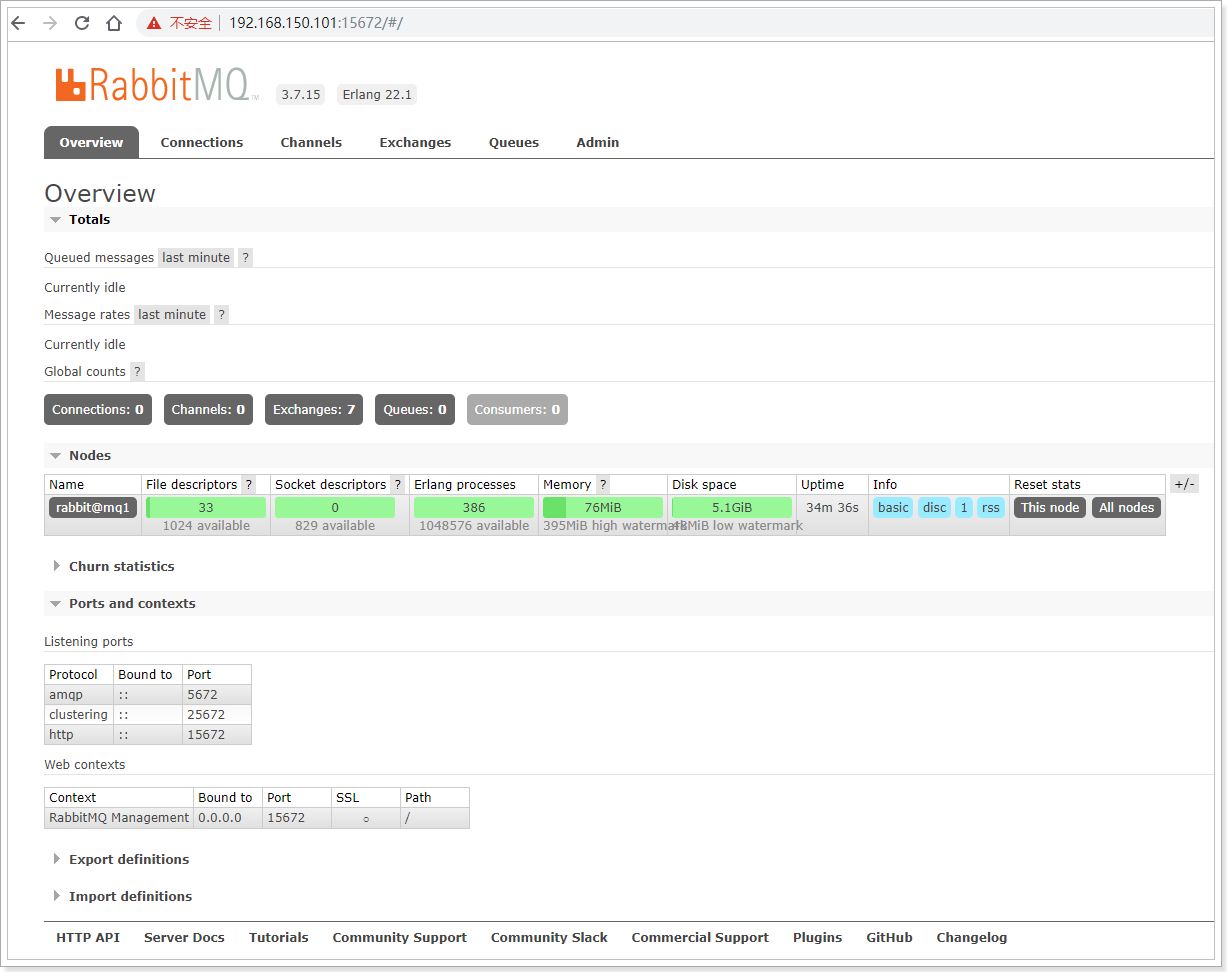 不安全 192.168.150.101:15672/#/
RabbitMQ™ 3.7.15 Erlang 22.1
Overview Connections Channels Exchanges Queues Admin
Overview
Totals
Queued messages last minute ?
Currently idle
Message rates last minute ?
Currently idle
Global counts ?
Connections: 0 Channels: 0 Exchanges: 7 Queues: 0 Consumers: 0
Nodes
Name File descriptors ? Socket descriptors ? Erlang processes Memory ? Disk space Uptime Info Reset stats +/-
rabbit@mq1 33 0 386 76MiB 5.1GiB 34m 36s basic disc 1 rss This node All nodes
1024 available 829 available 1048576 available 395MiB high watermark 48MiB low watermark
Churn statistics
Ports and contexts
Listening ports
Protocol Bound to Port
amqp :: 5672
clustering :: 25672
http :: 15672
Web contexts
Context Bound to Port SSL Path
RabbitMQ Management 0.0.0.0 15672 ○ /
Export definitions
Import definitions
HTTP API Server Docs Tutorials Community Support Community Slack Commercial Support Plugins GitHub Changelog